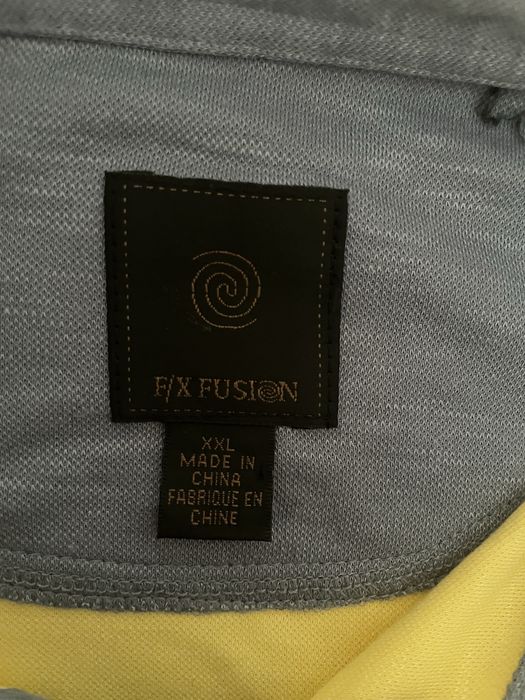 F/X FUSION
XXL
MADE IN
CHINA
FABRIQUE EN
CHINE